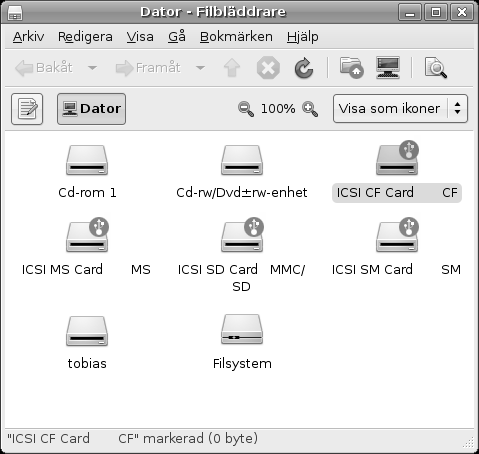 Dator - Filbläddrare
Arkiv Redigera Visa Gå Bokmärken Hjälp
Bakåt Framåt
Dator 100% Visa som ikoner
Cd-rom 1 Cd-rw/Dvd±rw-enhet ICSI CF Card CF
ICSI MS Card MS ICSI SD Card MMC/ ICSI SM Card SM
SD
tobias Filsystem
"ICSI CF Card CF" markerad (0 byte)